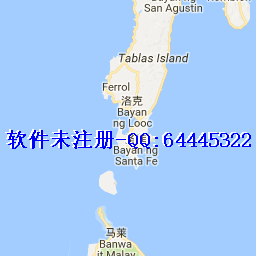 San Agustin
Tablas Island
Ferrol
洛克
Bayan
ng Looc
软件未注册-QQ:64445322
Bayan ng
Santa Fe
马莱
Banwa
it Malay